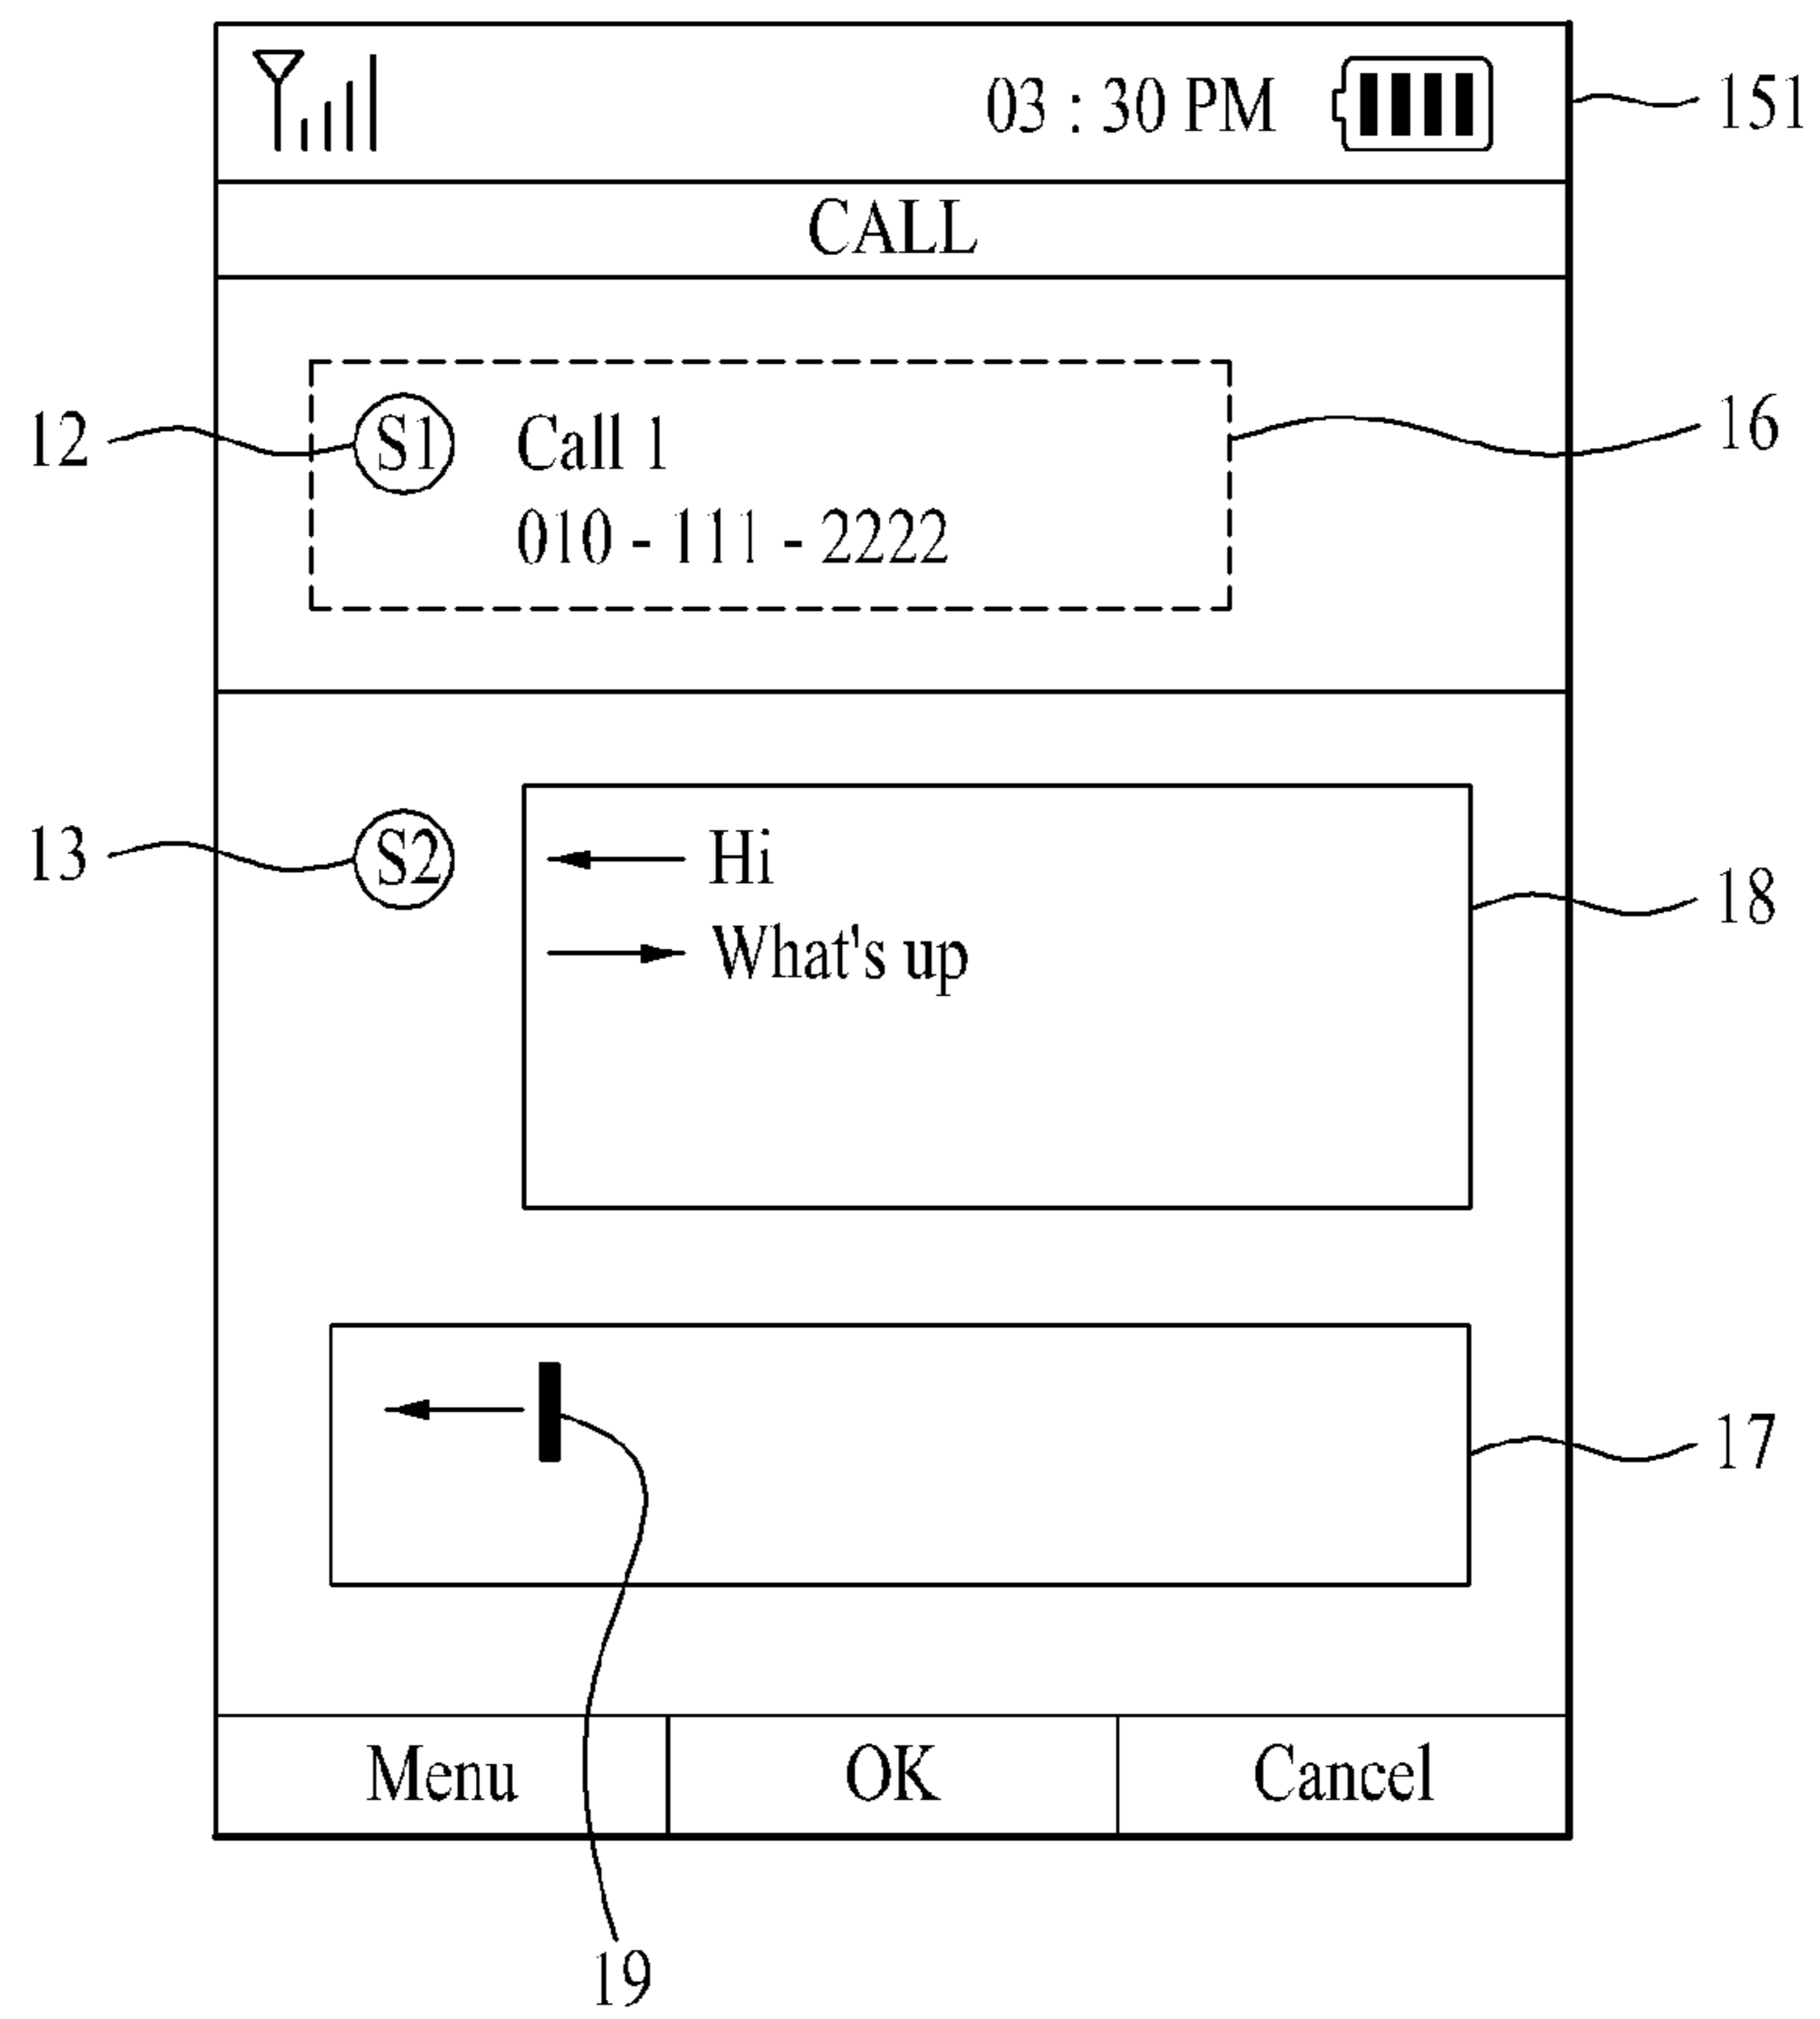 03 : 30 PM
151
CALL
12
S1
Call 1
16
010 - 111 - 2222
13
S2
Hi
18
What's up
17
Menu
OK
Cancel
19